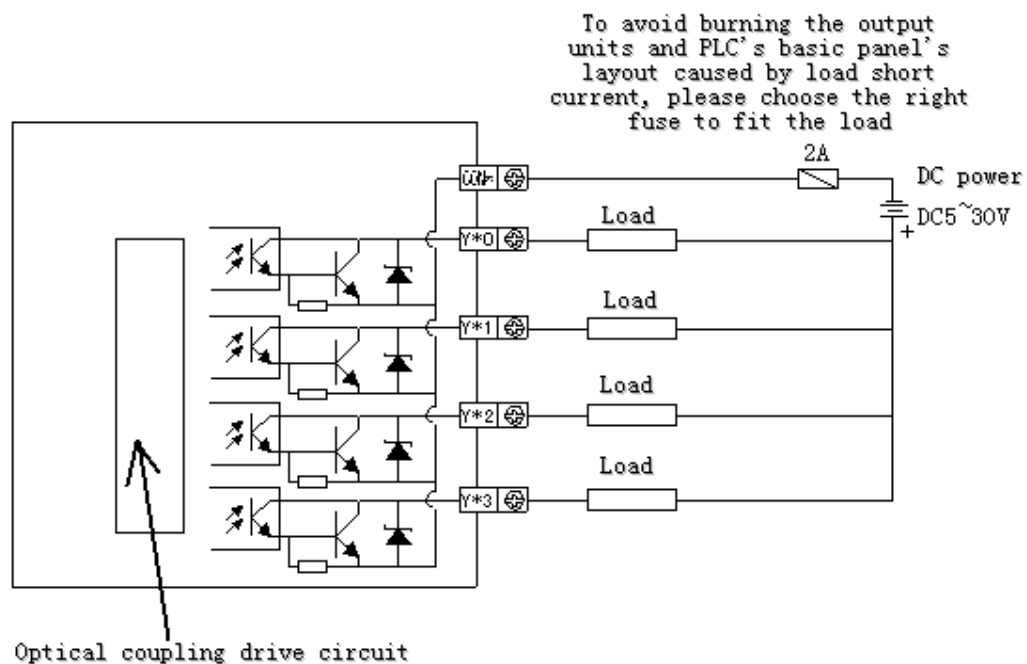 To avoid burning the output
units and PLC's basic panel's
layout caused by load short
current, please choose the right
fuse to fit the load
2A
DC power
DC5~30V
+
Load
Y*0
Load
Y*1
Load
Y*2
Load
Y*3
Optical coupling drive circuit